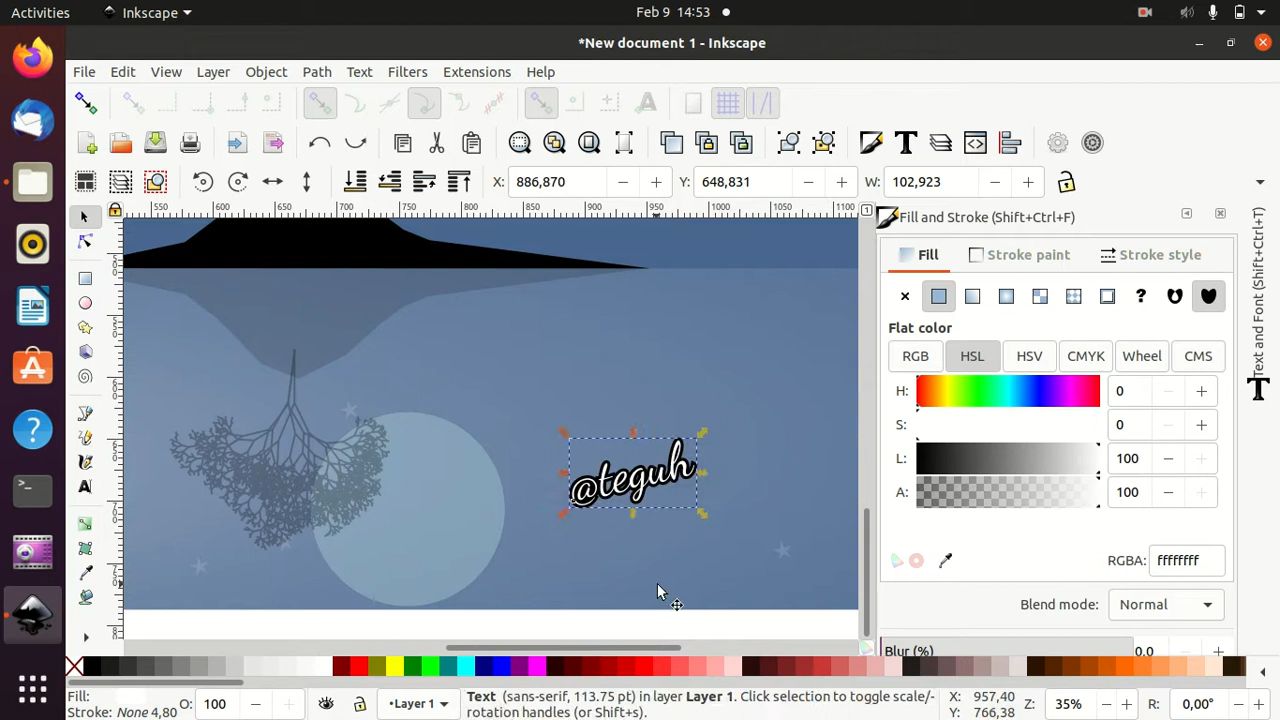 Activities
Inkscape
Feb 9 14:53
*New document 1 - Inkscape
File Edit View Layer Object Path Text Filters Extensions Help
X: 886,870 Y: 648,831 W: 102,923
550 600 650 700 750 800 850 900 950 1000 1050 1100
Fill and Stroke (Shift+Ctrl+F)
Fill Stroke paint Stroke style
Flat color
RGB HSL HSV CMYK Wheel CMS
H: 0
S: 0
L: 100
A: 100
RGBA: ffffffff
Blend mode: Normal
Blur (%) 0.0
Text and Font (Shift+Ctrl+T)
@teguh
Fill:
Stroke: None 4,80
O: 100
Layer 1
Text (sans-serif, 113.75 pt) in layer Layer 1. Click selection to toggle scale/-
rotation handles (or Shift+s).
X: 957,40
Y: 766,38
Z: 35%
R: 0,00°